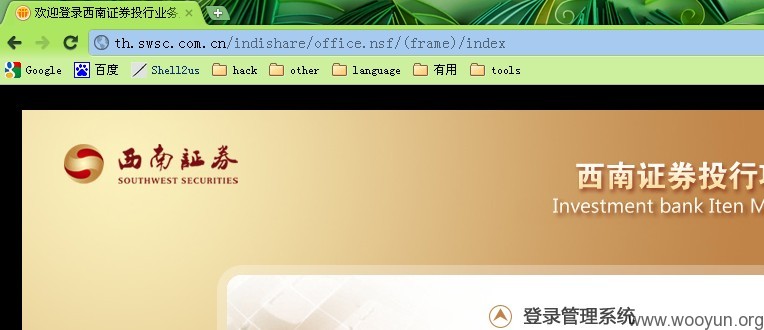 欢迎登录西南证券投行业务
th.swsc.com.cn/indishare/office.nsf/(frame)/index
Google 百度 Shell2us hack other language 有用 tools
西南証券
SOUTHWEST SECURITIES
西南证券投行
Investment bank Iten M
登录管理系统
www.wooyun.org